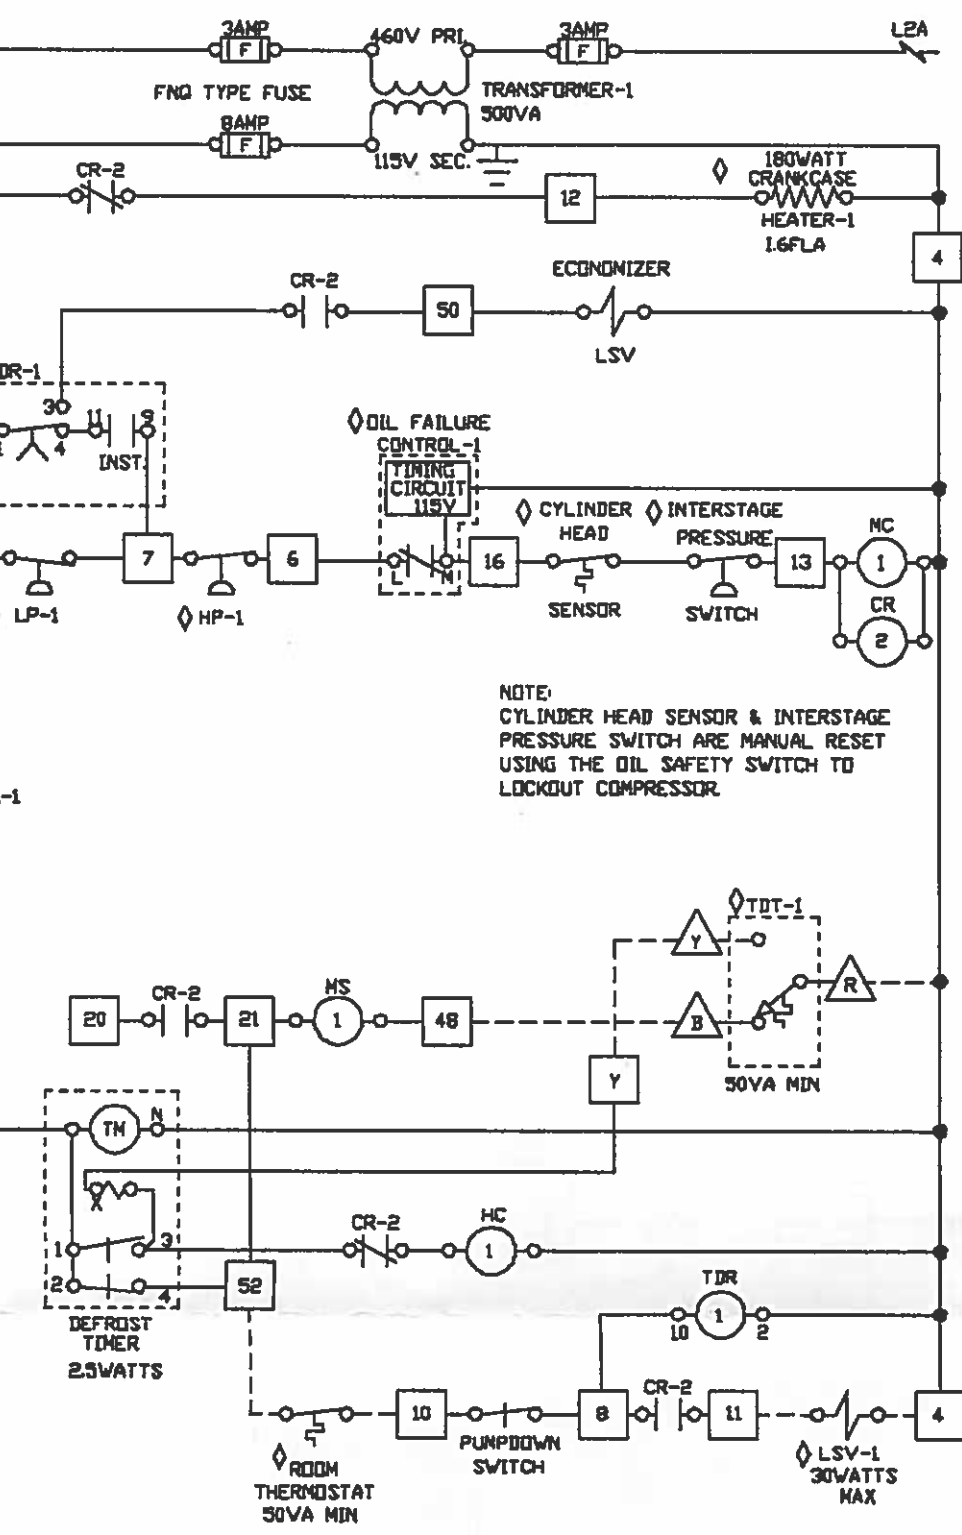 3AMP
460V PRI.
3AMP
L2A
F
F
FNQ TYPE FUSE
TRANSFORMER-1
500VA
8AMP
F
115V SEC.
CR-2
12
180WATT
CRANKCASE
HEATER-1
1.6FLA
4
CR-2
50
ECONOMIZER
LSV
DR-1
3
11
9
4
INST.
OIL FAILURE
CONTROL-1
TIMING
CIRCUIT
115V
L
M
CYLINDER
HEAD
SENSOR
INTERSTAGE
PRESSURE
SWITCH
7
6
16
13
MC
1
CR
2
LP-1
HP-1
NOTE:
CYLINDER HEAD SENSOR & INTERSTAGE
PRESSURE SWITCH ARE MANUAL RESET
USING THE OIL SAFETY SWITCH TO
LOCKOUT COMPRESSOR.
-1
TDT-1
Y
R
B
50VA MIN
20
CR-2
21
MS
1
48
Y
TM
N
X
1
3
2
4
DEFROST
TIMER
2.5WATTS
CR-2
HC
1
52
TDR
1
10
2
ROOM
THERMOSTAT
50VA MIN
10
PUMPDOWN
SWITCH
8
CR-2
11
LSV-1
30WATTS
MAX
4